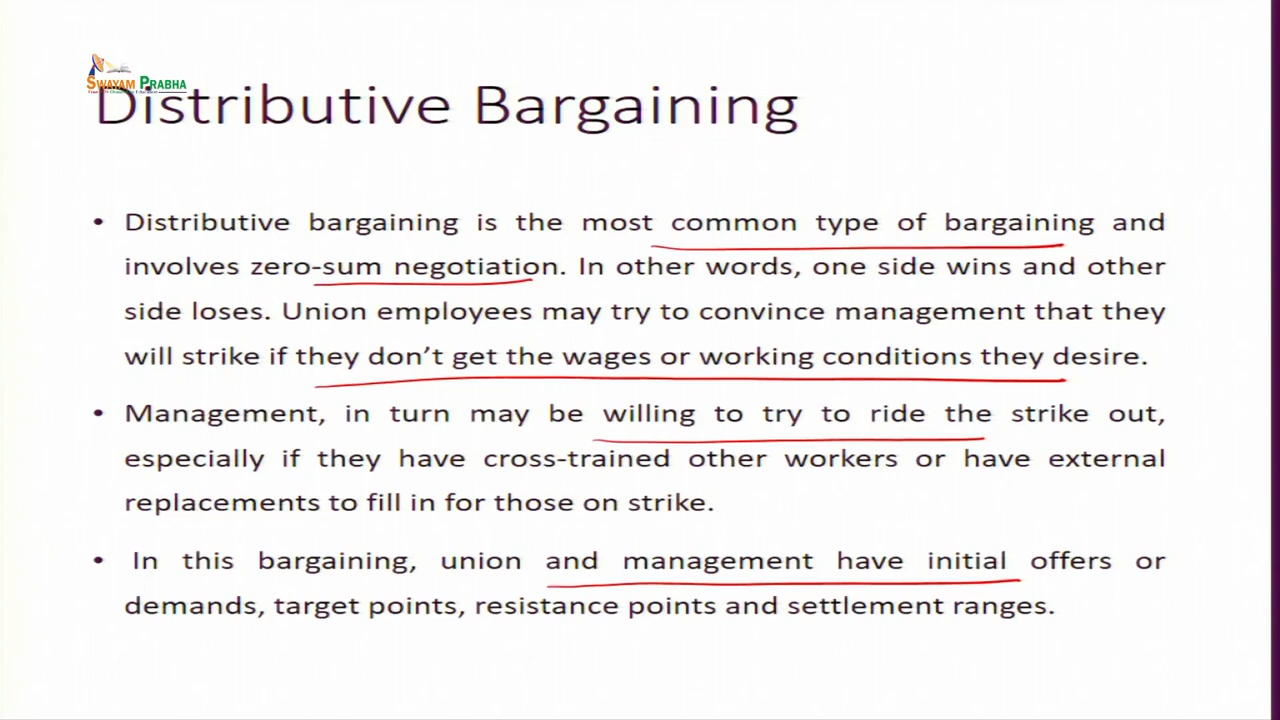 SWAYAM PRABHA
Distributive Bargaining
• Distributive bargaining is the most common type of bargaining and
involves zero-sum negotiation. In other words, one side wins and other
side loses. Union employees may try to convince management that they
will strike if they don’t get the wages or working conditions they desire.
• Management, in turn may be willing to try to ride the strike out,
especially if they have cross-trained other workers or have external
replacements to fill in for those on strike.
• In this bargaining, union and management have initial offers or
demands, target points, resistance points and settlement ranges.